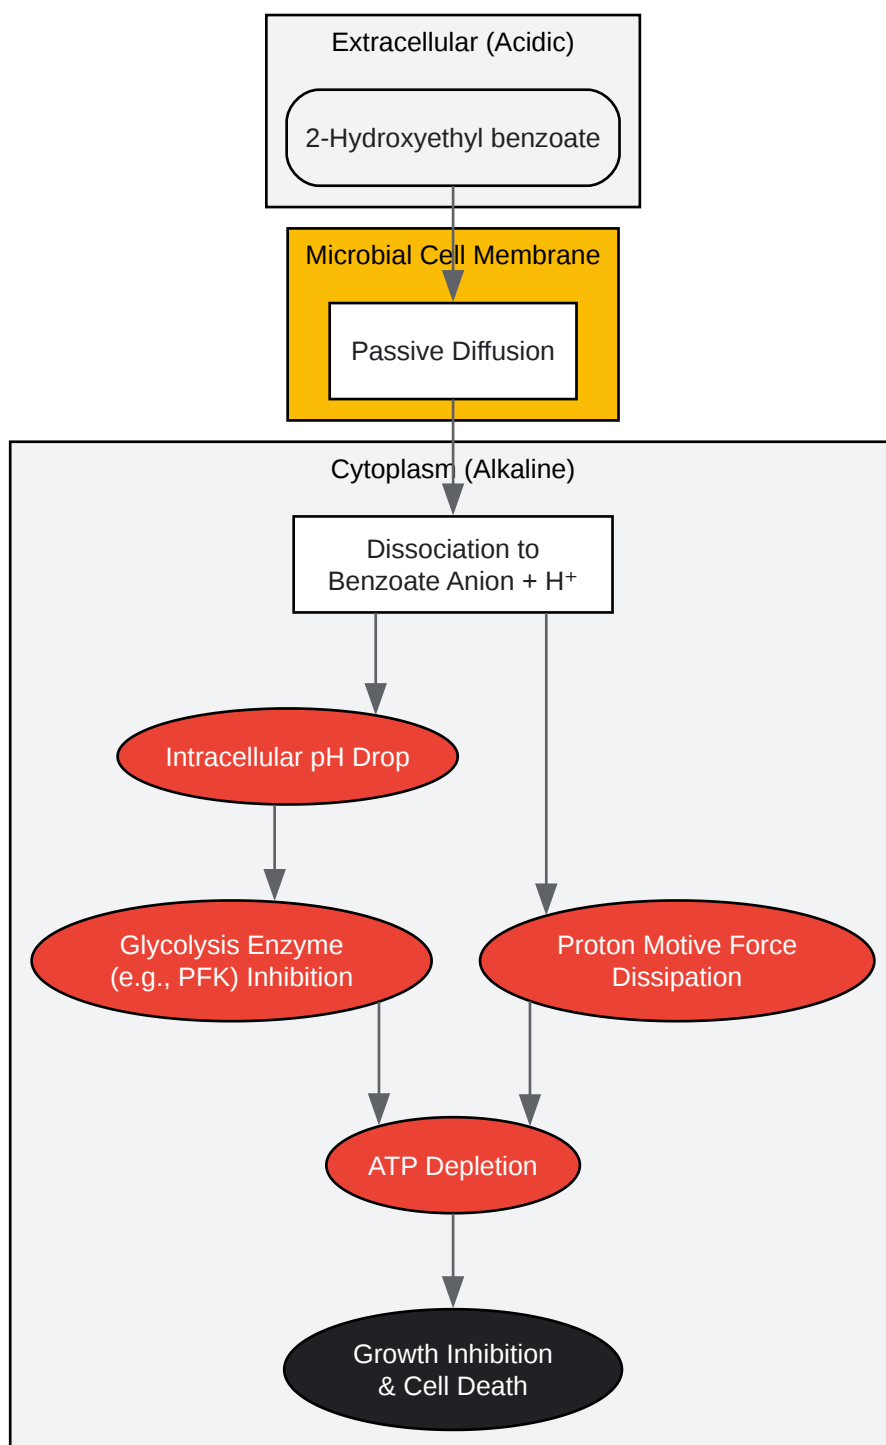 Extracellular (Acidic)
2-Hydroxyethyl benzoate
Microbial Cell Membrane
Passive Diffusion
Cytoplasm (Alkaline)
Dissociation to
Benzoate Anion + H⁺
Intracellular pH Drop
Glycolysis Enzyme
(e.g., PFK) Inhibition
Proton Motive Force
Dissipation
ATP Depletion
Growth Inhibition
& Cell Death